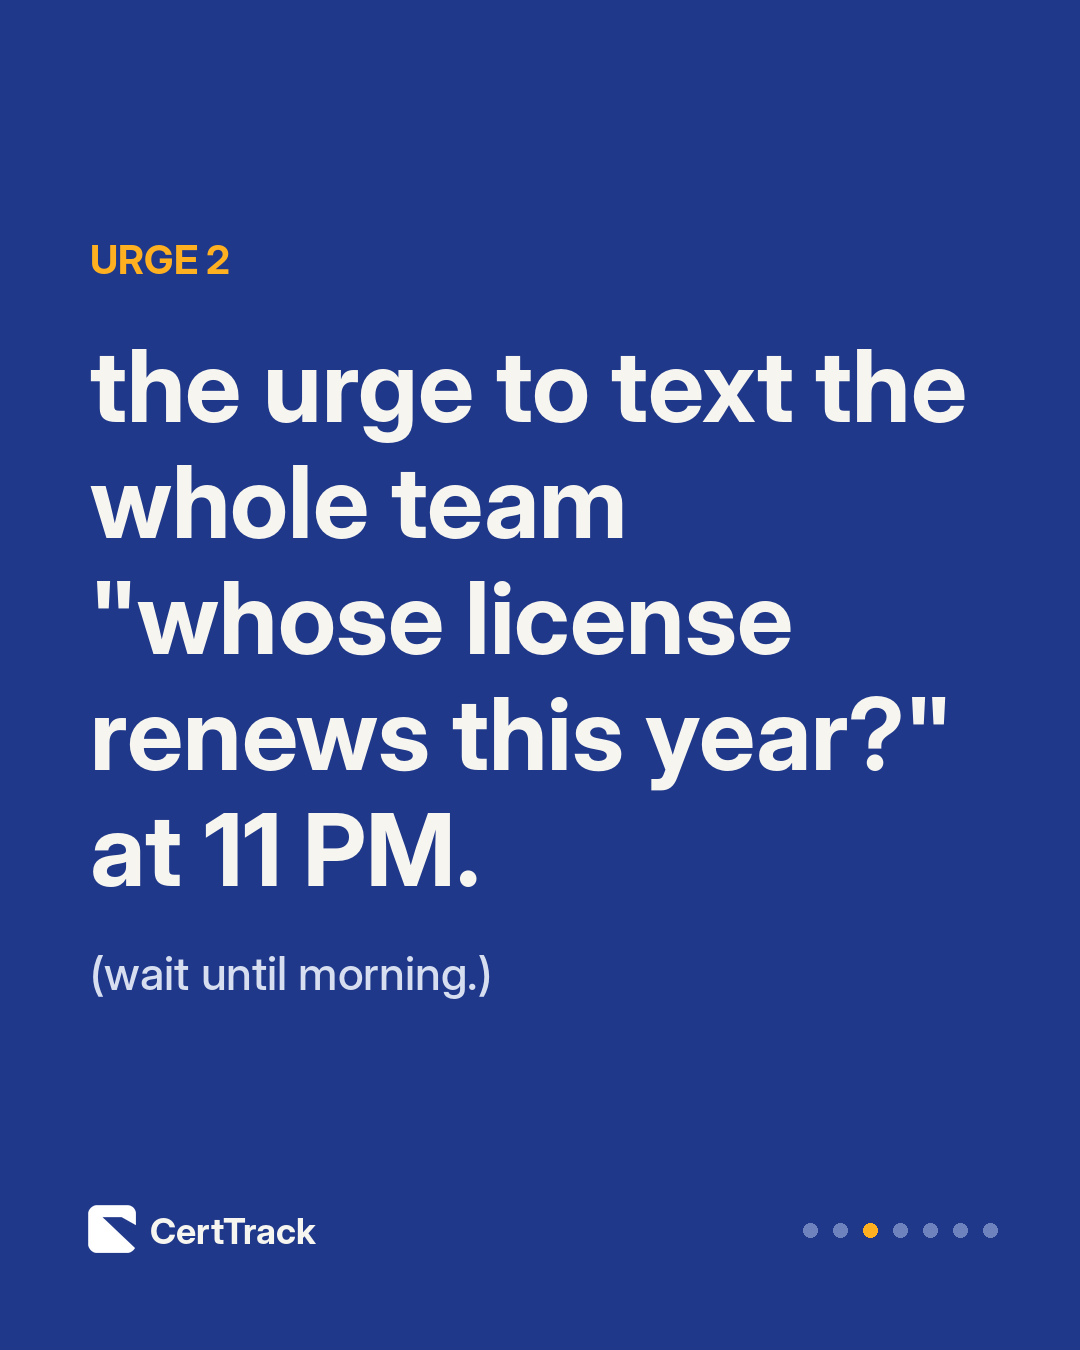 URGE 2
the urge to text the
whole team
"whose license
renews this year?"
at 11 PM.
(wait until morning.)
CertTrack